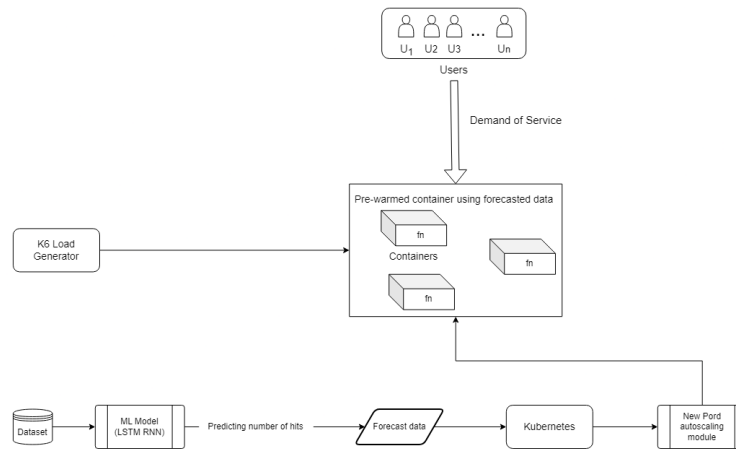 U1 U2 U3 ... Un
Users
Demand of Service
Pre-warmed container using forecasted data
fn
Containers
fn
fn
K6 Load
Generator
Dataset
ML Model
(LSTM RNN)
Predicting number of hits
Forecast data
Kubernetes
New Pord
autoscaling
module